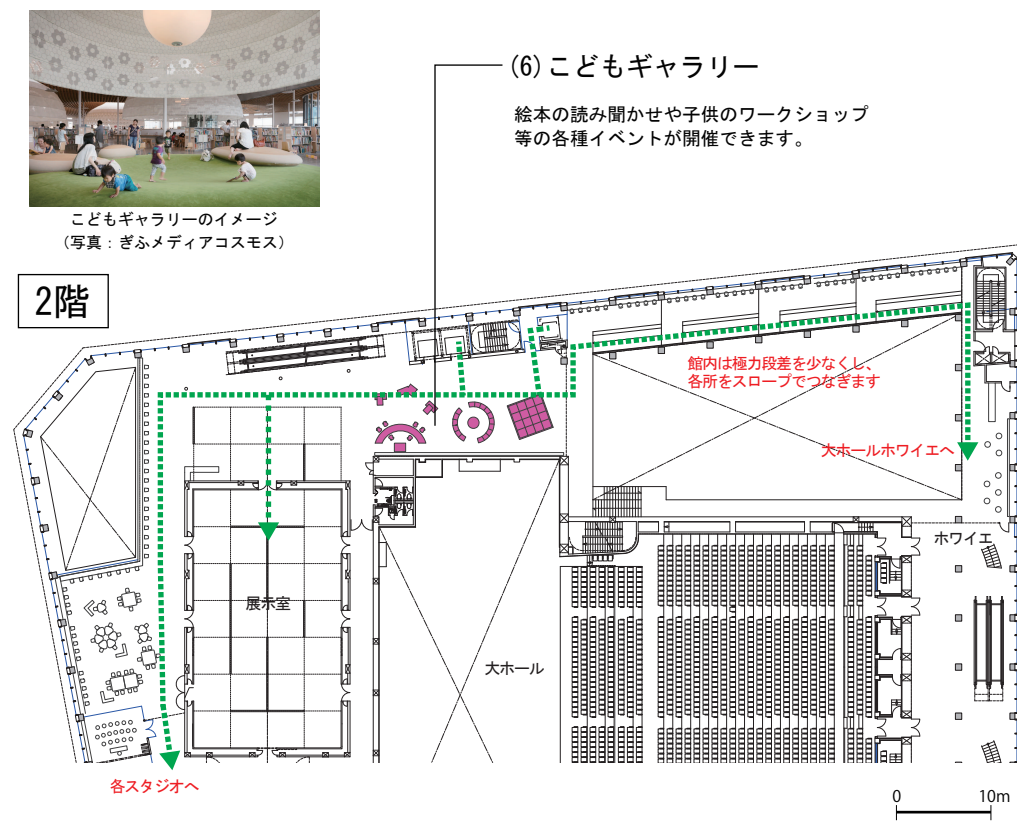 (6)こどもギャラリー
絵本の読み聞かせや子供のワークショップ
等の各種イベントが開催できます。
こどもギャラリーのイメージ
(写真：ぎふメディアコスモス)
2階
館内は極力段差を少なくし、
各所をスロープでつなぎます
大ホールホワイエへ
ホワイエ
展示室
大ホール
各スタジオへ
0 10m